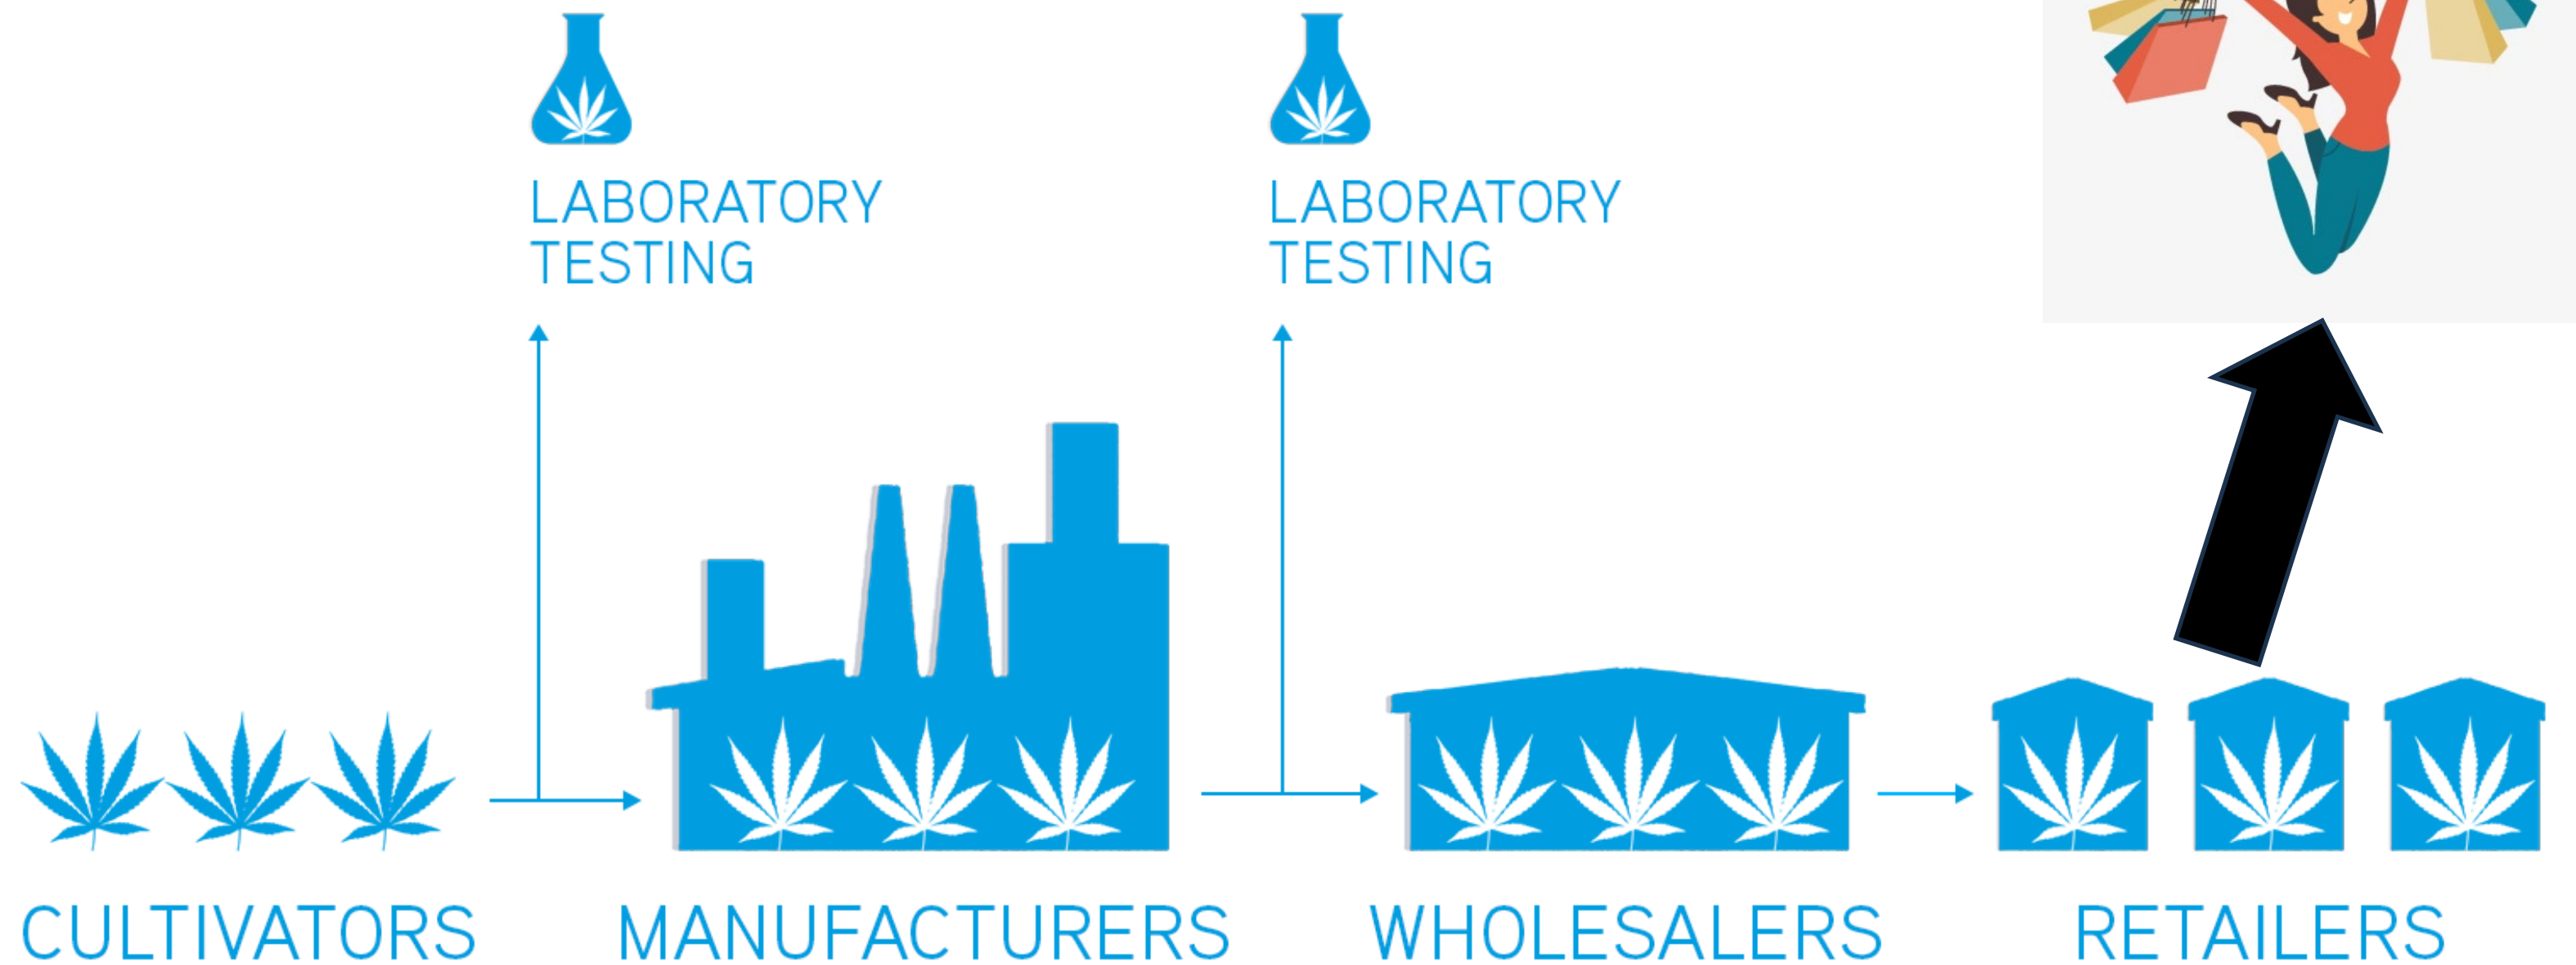 LABORATORY
TESTING
LABORATORY
TESTING
CULTIVATORS
MANUFACTURERS
WHOLESALERS
RETAILERS